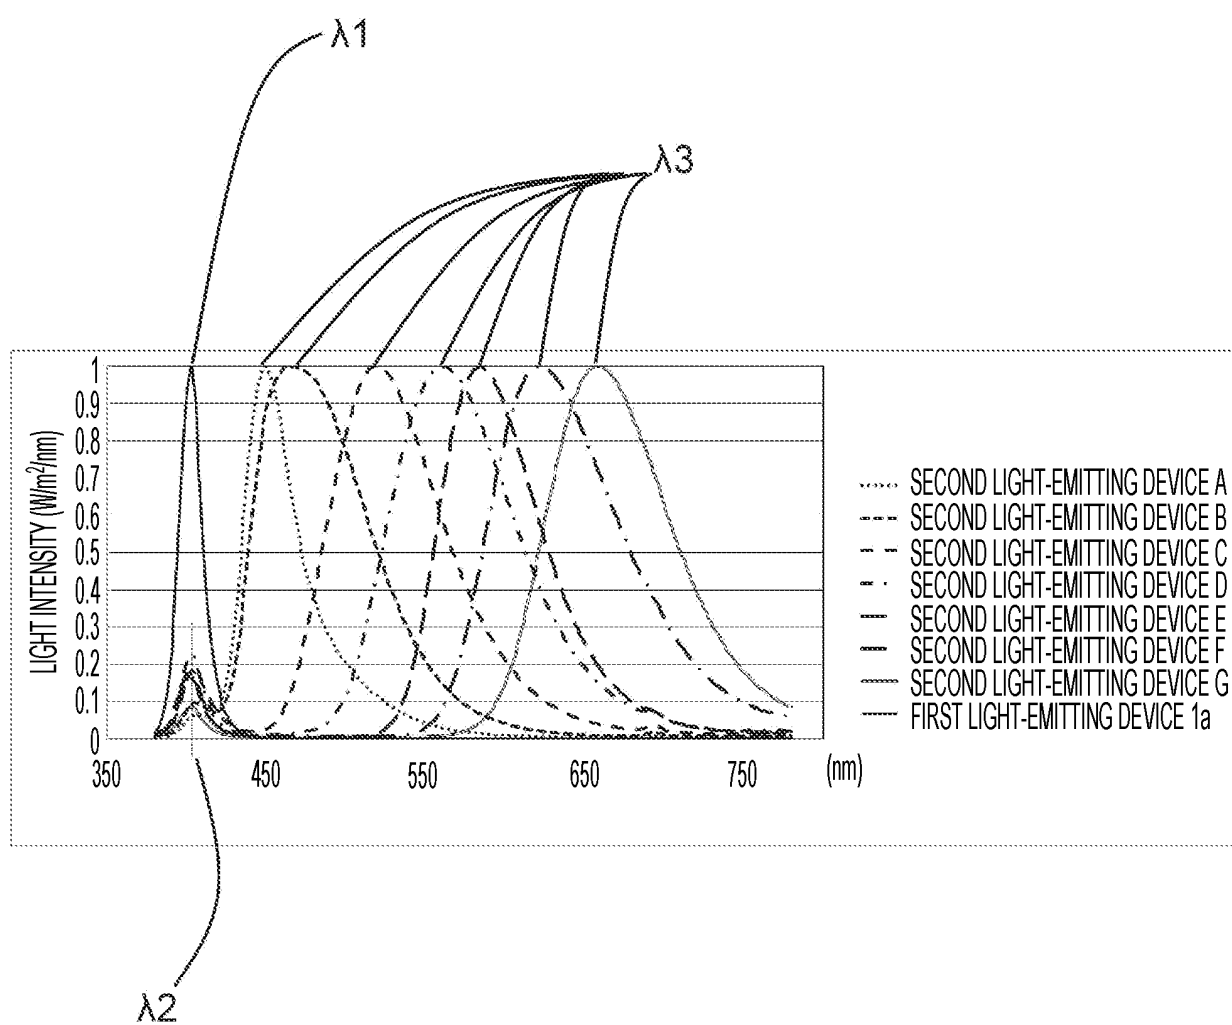 λ1
λ3
LIGHT INTENSITY (W/m²/nm)
1
0.9
0.8
0.7
0.6
0.5
0.4
0.3
0.2
0.1
0
350 450 550 650 750 (nm)
SECOND LIGHT-EMITTING DEVICE A
SECOND LIGHT-EMITTING DEVICE B
SECOND LIGHT-EMITTING DEVICE C
SECOND LIGHT-EMITTING DEVICE D
SECOND LIGHT-EMITTING DEVICE E
SECOND LIGHT-EMITTING DEVICE F
SECOND LIGHT-EMITTING DEVICE G
FIRST LIGHT-EMITTING DEVICE 1a
λ2